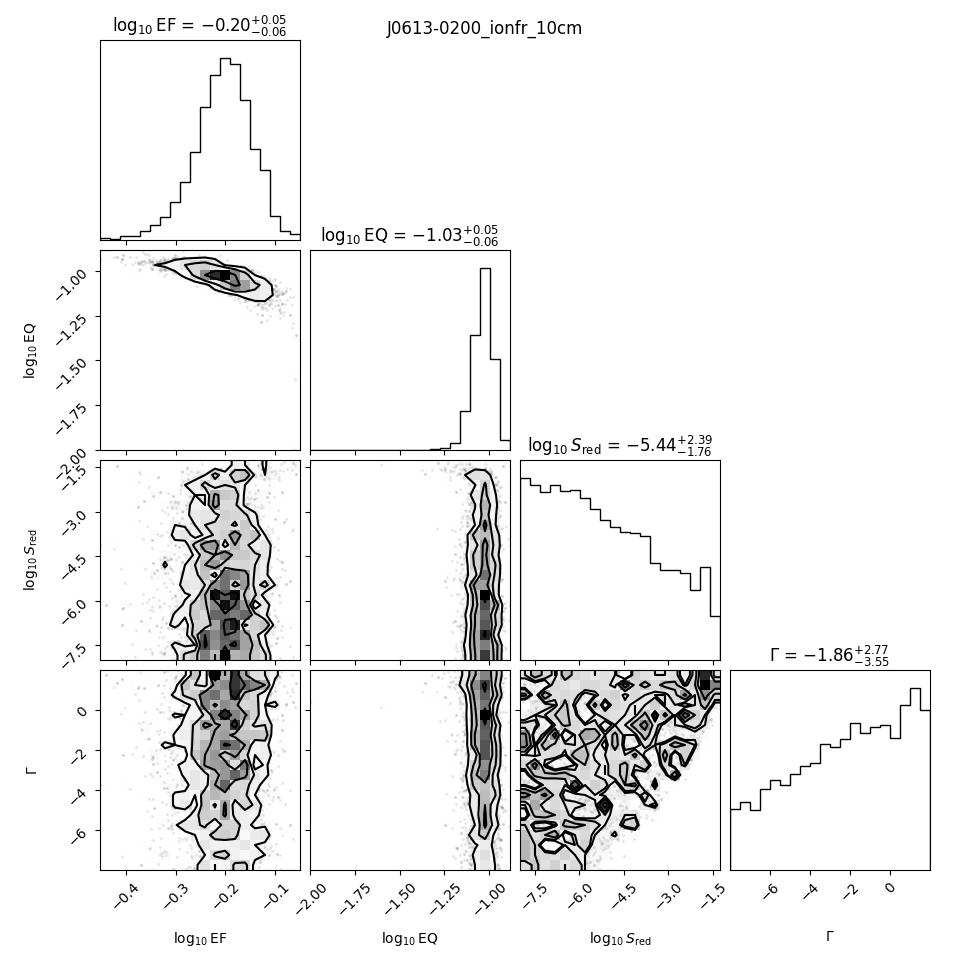 J0613-0200_ionfr_10cm
log₁₀ EF = −0.20 +0.05 −0.06
log₁₀ EQ = −1.03 +0.05 −0.06
−1.00
−1.25
−1.50
−1.75
−2.00
log₁₀ EQ
log₁₀ S_red = −5.44 +2.39 −1.76
−1.5
−3.0
−4.5
−6.0
−7.5
log₁₀ S_red
Γ = −1.86 +2.77 −3.55
0
−2
−4
−6
Γ
−0.4 −0.3 −0.2 −0.1
−2.00 −1.75 −1.50 −1.25 −1.00
−7.5 −6.0 −4.5 −3.0 −1.5
−6 −4 −2 0
log₁₀ EF
log₁₀ EQ
log₁₀ S_red
Γ